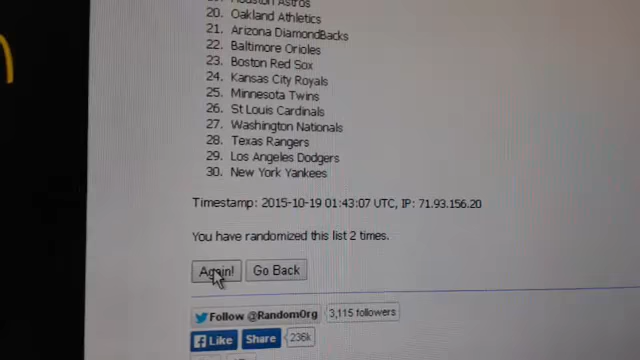 Houston Astros
20. Oakland Athletics
21. Arizona DiamondBacks
22. Baltimore Orioles
23. Boston Red Sox
24. Kansas City Royals
25. Minnesota Twins
26. St Louis Cardinals
27. Washington Nationals
28. Texas Rangers
29. Los Angeles Dodgers
30. New York Yankees
Timestamp: 2015-10-19 01:43:07 UTC, IP: 71.93.156.20
You have randomized this list 2 times.
Again! Go Back
Follow @RandomOrg 3,115 followers
Like Share 236k